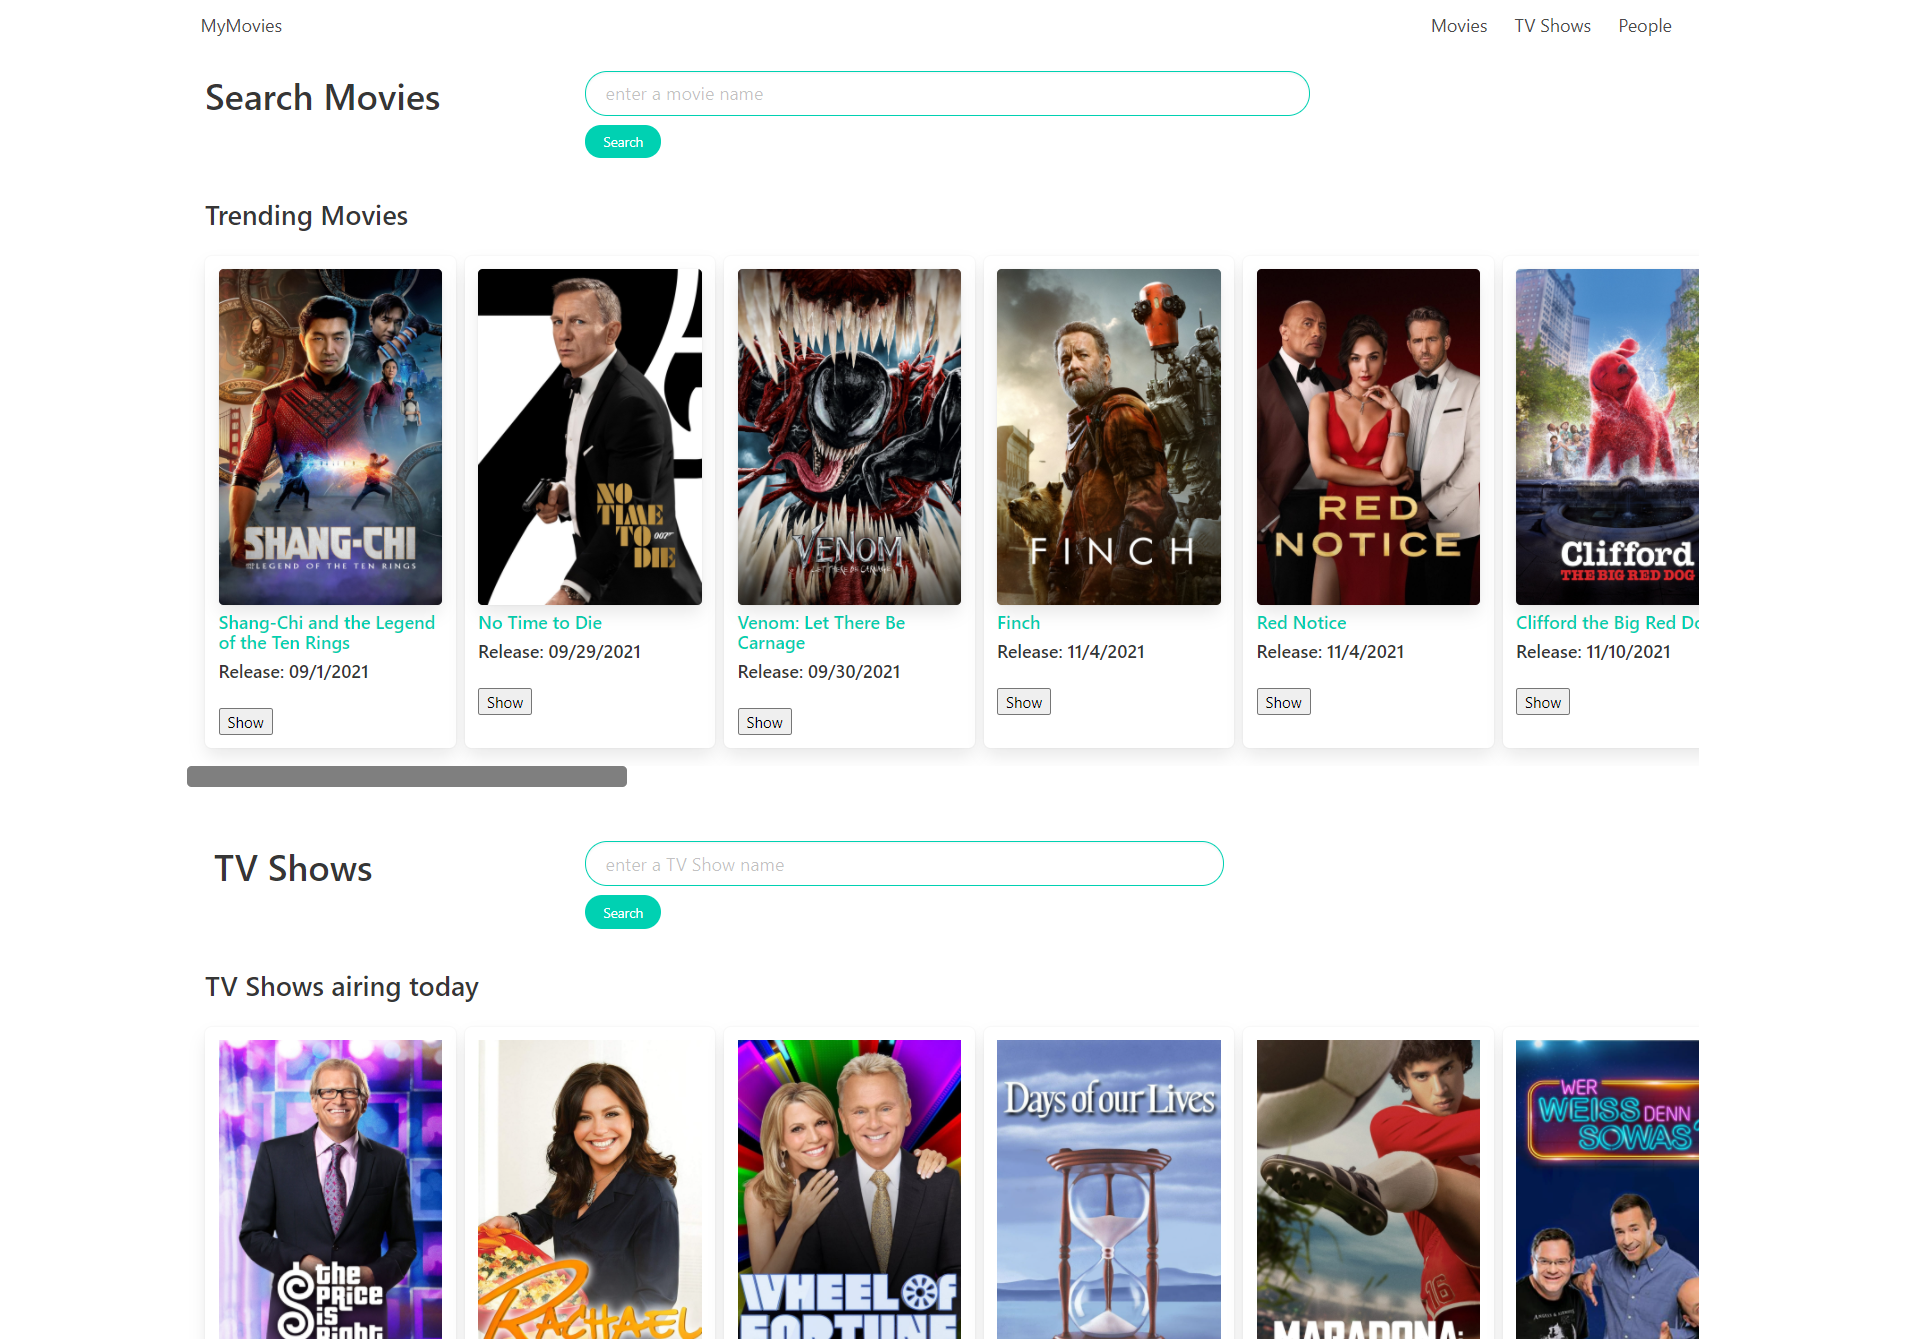 MyMovies
Movies TV Shows People
Search Movies
enter a movie name
Search
Trending Movies
SHANG-CHI
LEGEND OF THE TEN RINGS
Shang-Chi and the Legend
of the Ten Rings
Release: 09/1/2021
Show
NO
TIME
TO 007
DIE
No Time to Die
Release: 09/29/2021
Show
VENOM
LET THERE BE CARNAGE
Venom: Let There Be
Carnage
Release: 09/30/2021
Show
FINCH
Finch
Release: 11/4/2021
Show
RED
NOTICE
Red Notice
Release: 11/4/2021
Show
Clifford
THE BIG RED DOG
Clifford the Big Red Do
Release: 11/10/2021
Show
TV Shows
enter a TV Show name
Search
TV Shows airing today
the
PRICE
is
Right
RACHAEL
WHEEL OF
FORTUNE
Days of our Lives
16
MARADONA:
WER
WEISS DENN
SOWAS?